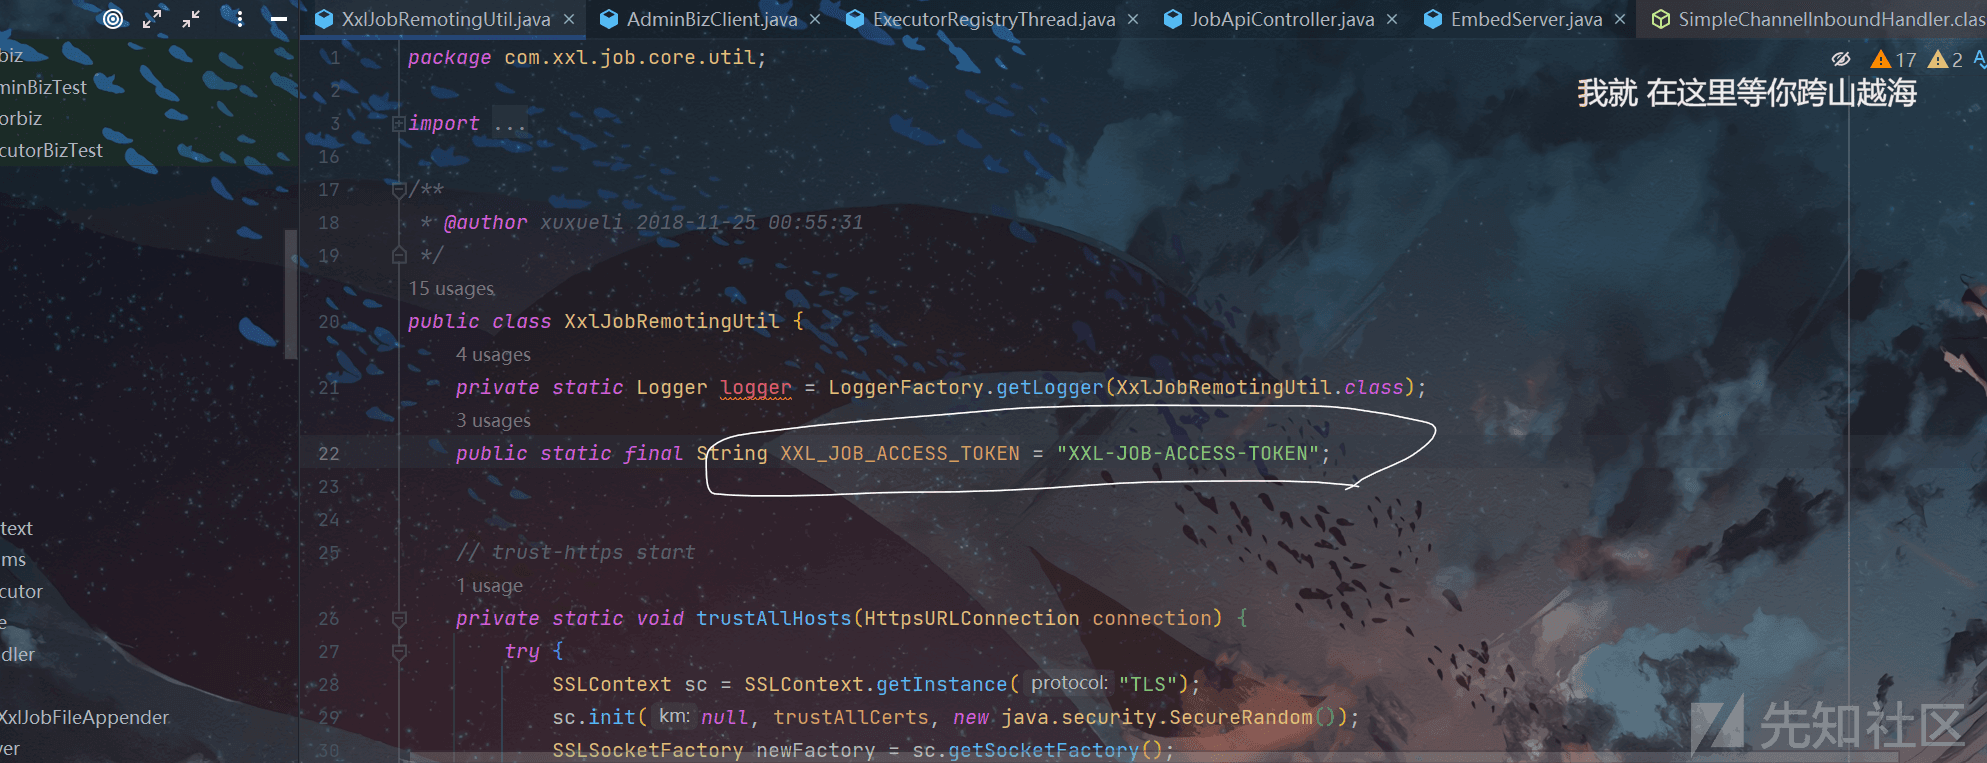 XxlJobRemotingUtil.java × AdminBizClient.java × ExecutorRegistryThread.java × JobApiController.java × EmbedServer.java × SimpleChannelInboundHandler.clas
biz
minBizTest
orbiz
cutorBizTest
text
ms
cutor
e
dler
XxlJobFileAppender
ver
17 2
我就 在这里等你跨山越海
1 package com.xxl.job.core.util;
2
3 import ...
16
17 /**
18 * @author xuxueli 2018-11-25 00:55:31
19 */
15 usages
20 public class XxlJobRemotingUtil {
4 usages
21 private static Logger logger = LoggerFactory.getLogger(XxlJobRemotingUtil.class);
3 usages
22 public static final String XXL_JOB_ACCESS_TOKEN = "XXL-JOB-ACCESS-TOKEN";
23
24
25 // trust-https start
1 usage
26 private static void trustAllHosts(HttpsURLConnection connection) {
27 try {
28 SSLContext sc = SSLContext.getInstance( protocol: "TLS");
29 sc.init( km: null, trustAllCerts, new java.security.SecureRandom());
30 SSLSocketFactory newFactory = sc.getSocketFactory();
先知社区